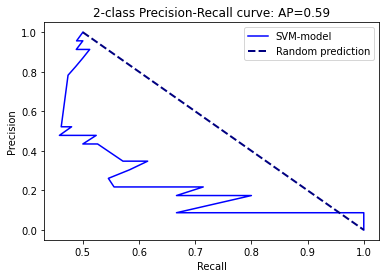 2-class Precision-Recall curve: AP=0.59
SVM-model
Random prediction
Precision
1.0
0.8
0.6
0.4
0.2
0.0
0.5
0.6
0.7
0.8
0.9
1.0
Recall